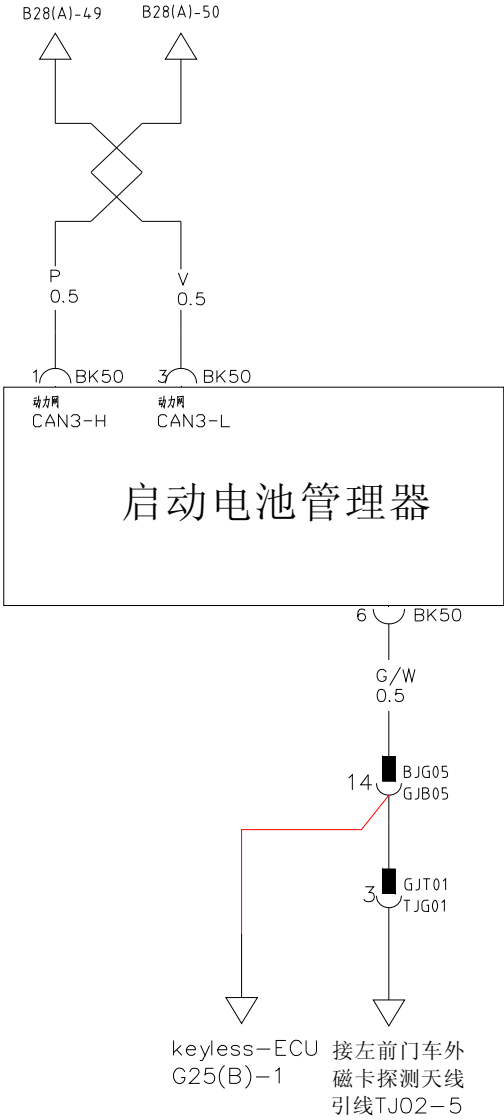 B28(A)-49 B28(A)-50
P V
0.5 0.5
1 BK50 3 BK50
动力网 动力网
CAN3-H CAN3-L
启动电池管理器
6 BK50
G/W
0.5
14 BJG05
GJB05
3 GJT01
TJG01
keyless-ECU
G25(B)-1
接左前门车外
磁卡探测天线
引线TJ02-5